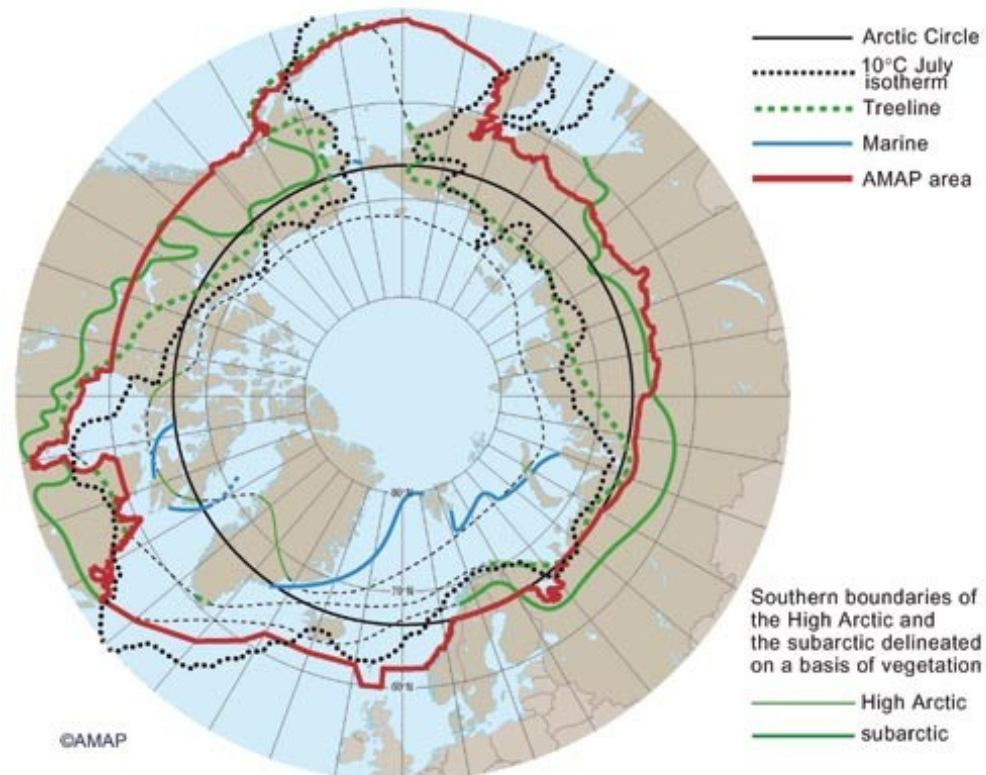 Arctic Circle
10°C July
isotherm
Treeline
Marine
AMAP area
80°N
70°N
60°N
Southern boundaries of
the High Arctic and
the subarctic delineated
on a basis of vegetation
High Arctic
subarctic
©AMAP